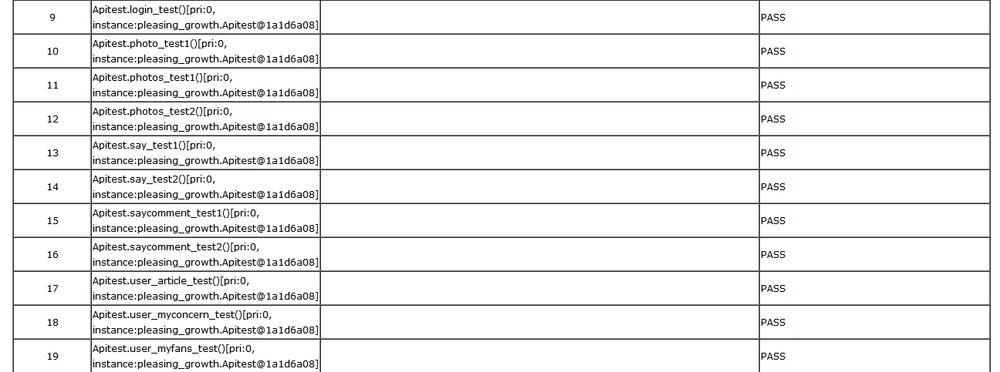 9
Apitest.login_test()[pri:0,
instance:pleasing_growth.Apitest@1a1d6a08]
PASS
10
Apitest.photo_test1()[pri:0,
instance:pleasing_growth.Apitest@1a1d6a08]
PASS
11
Apitest.photos_test1()[pri:0,
instance:pleasing_growth.Apitest@1a1d6a08]
PASS
12
Apitest.photos_test2()[pri:0,
instance:pleasing_growth.Apitest@1a1d6a08]
PASS
13
Apitest.say_test1()[pri:0,
instance:pleasing_growth.Apitest@1a1d6a08]
PASS
14
Apitest.say_test2()[pri:0,
instance:pleasing_growth.Apitest@1a1d6a08]
PASS
15
Apitest.saycomment_test1()[pri:0,
instance:pleasing_growth.Apitest@1a1d6a08]
PASS
16
Apitest.saycomment_test2()[pri:0,
instance:pleasing_growth.Apitest@1a1d6a08]
PASS
17
Apitest.user_article_test()[pri:0,
instance:pleasing_growth.Apitest@1a1d6a08]
PASS
18
Apitest.user_myconcern_test()[pri:0,
instance:pleasing_growth.Apitest@1a1d6a08]
PASS
19
Apitest.user_myfans_test()[pri:0,
instance:pleasing_growth.Apitest@1a1d6a08]
PASS